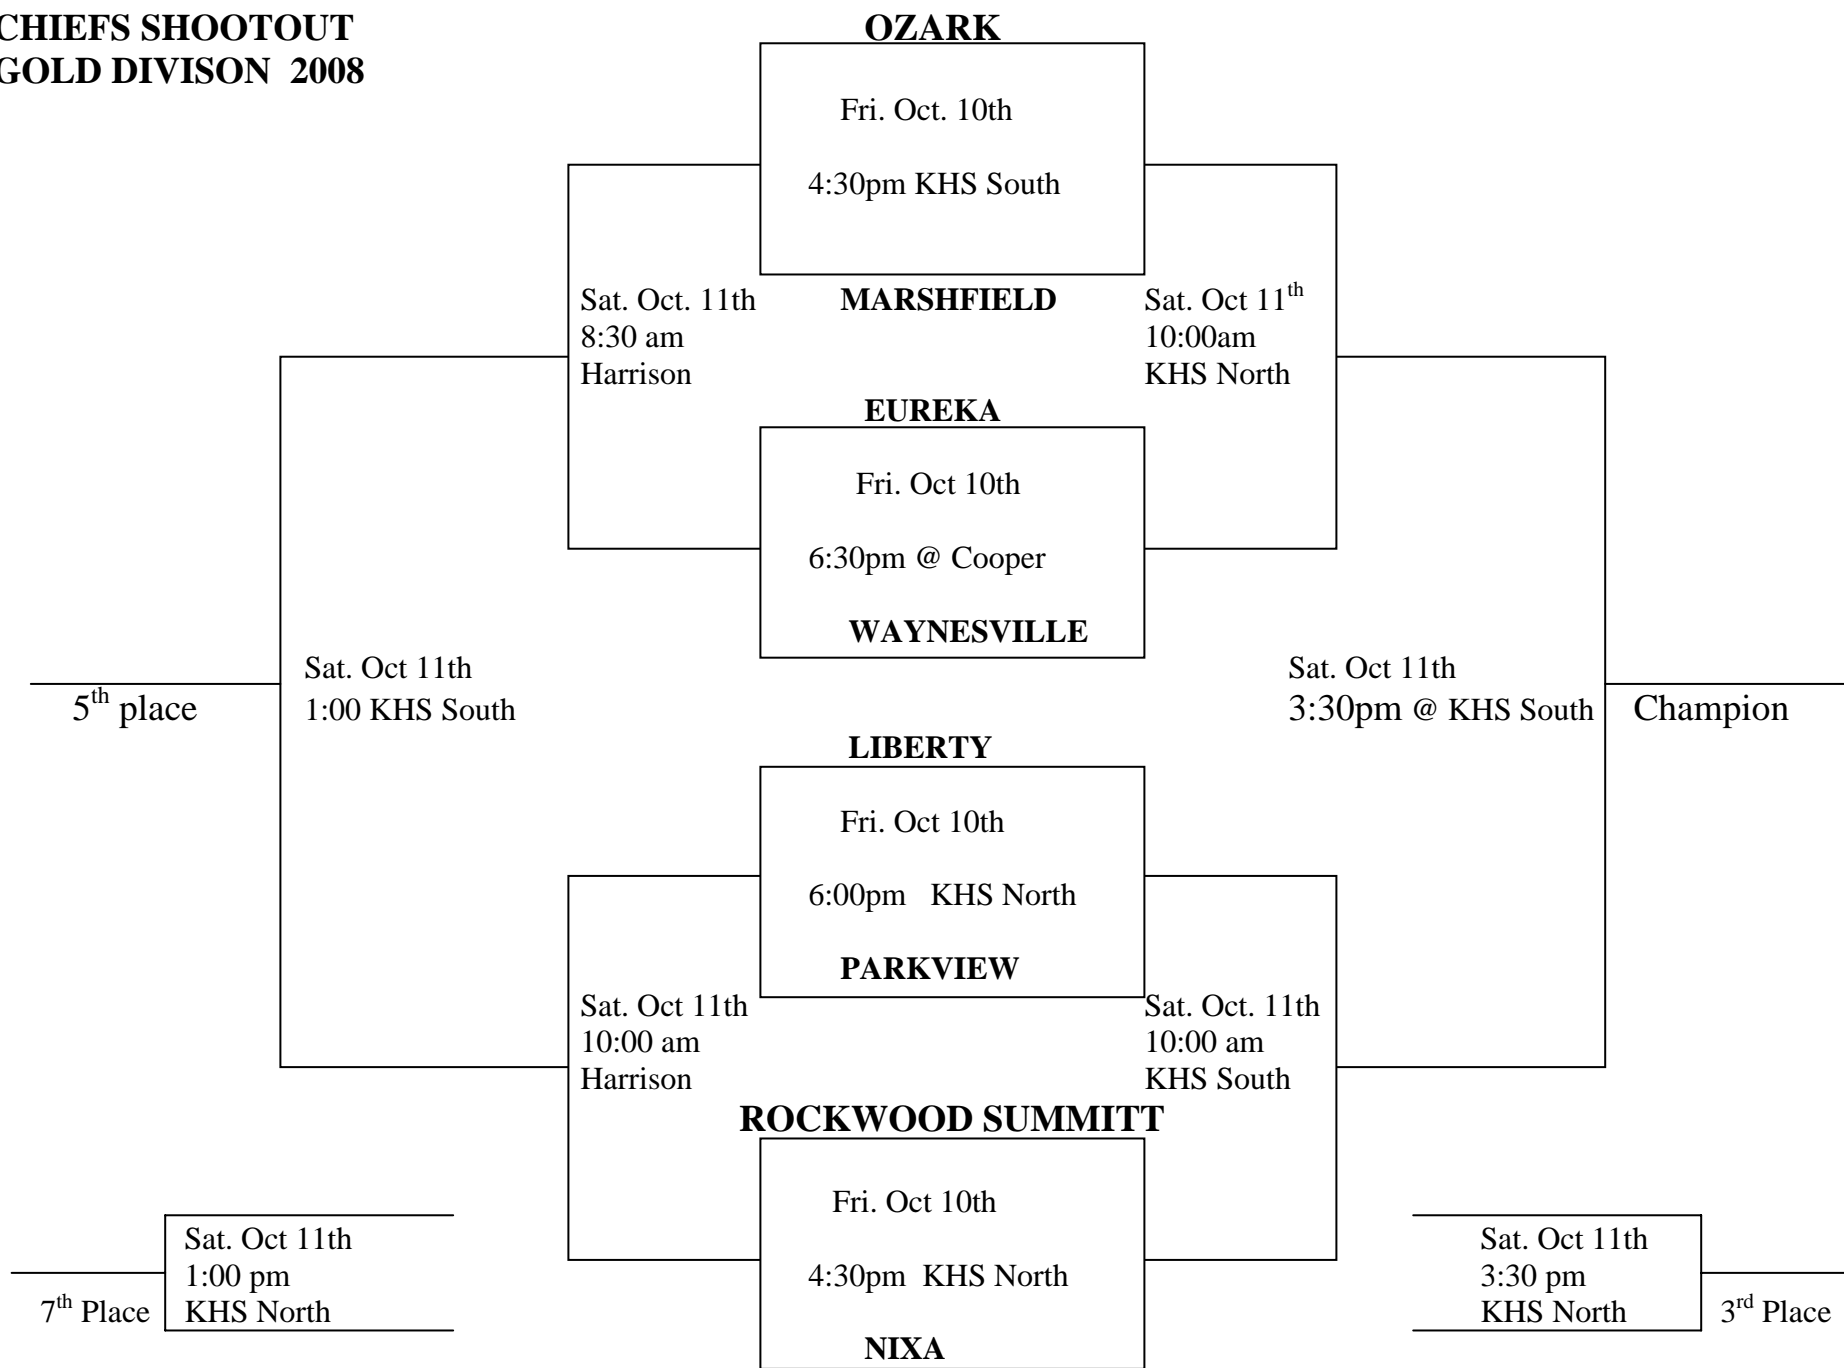 CHIEFS SHOOTOUT
GOLD DIVISON 2008
OZARK
Fri. Oct. 10th
4:30pm KHS South
MARSHFIELD
Sat. Oct. 11th
8:30 am
Harrison
Sat. Oct 11th
10:00am
KHS North
EUREKA
Fri. Oct 10th
6:30pm @ Cooper
WAYNESVILLE
5th place
Sat. Oct 11th
1:00 KHS South
Sat. Oct 11th
3:30pm @ KHS South
Champion
LIBERTY
Fri. Oct 10th
6:00pm KHS North
PARKVIEW
Sat. Oct 11th
10:00 am
Harrison
Sat. Oct. 11th
10:00 am
KHS South
ROCKWOOD SUMMITT
Fri. Oct 10th
4:30pm KHS North
NIXA
Sat. Oct 11th
1:00 pm
KHS North
7th Place
Sat. Oct 11th
3:30 pm
KHS North
3rd Place